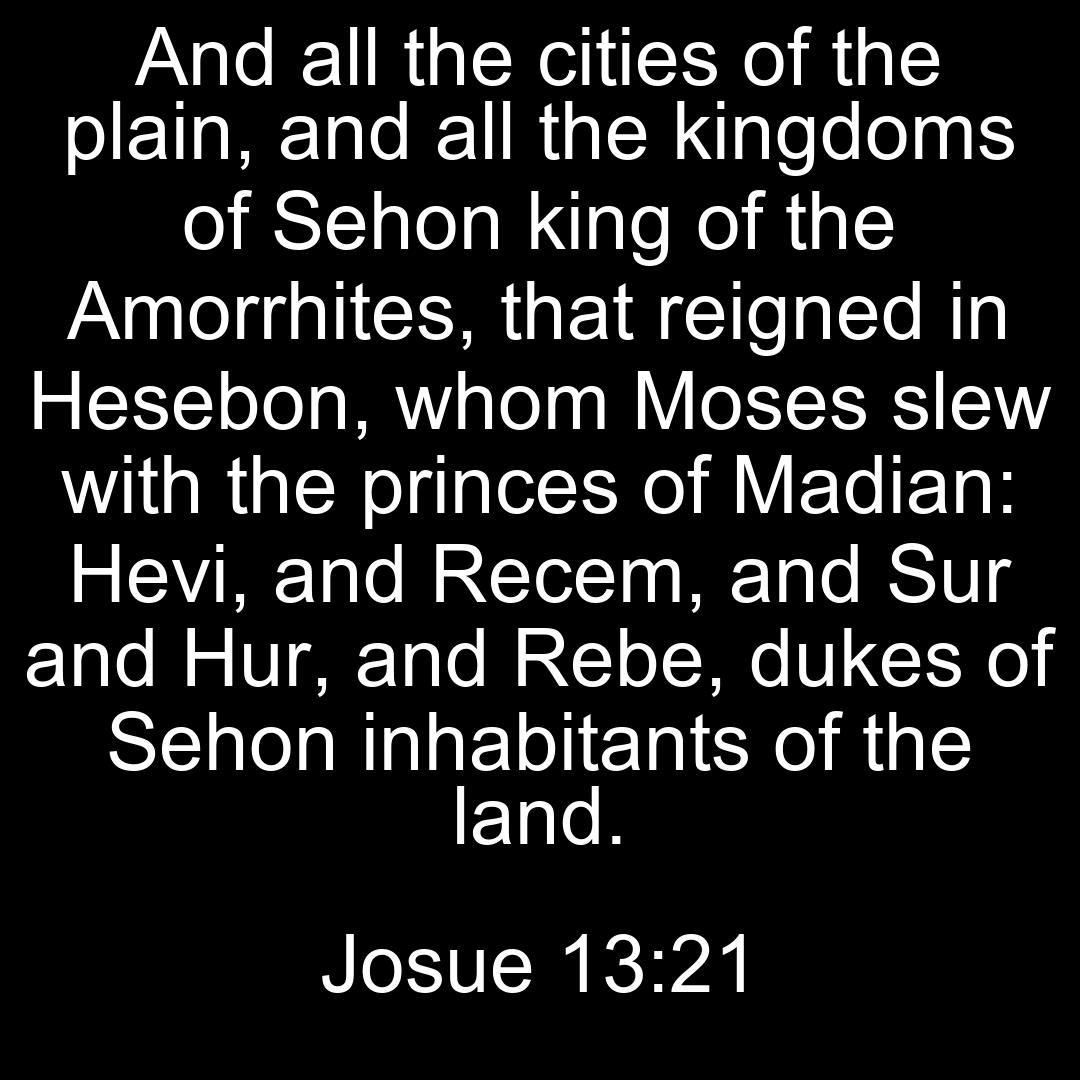 And all the cities of the
plain, and all the kingdoms
of Sehon king of the
Amorrhites, that reigned in
Hesebon, whom Moses slew
with the princes of Madian:
Hevi, and Recem, and Sur
and Hur, and Rebe, dukes of
Sehon inhabitants of the
land.
Josue 13:21